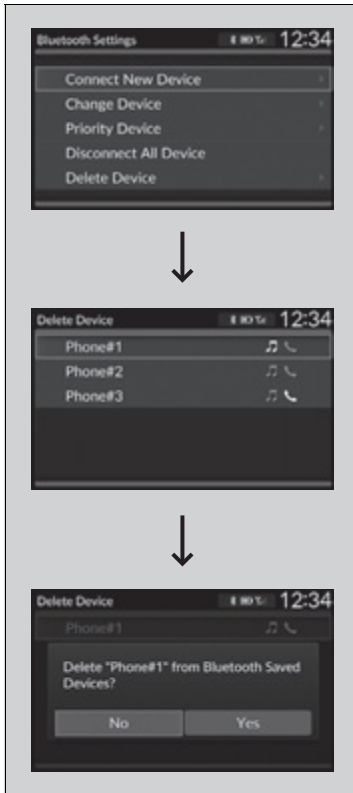 Bluetooth Settings 12:34
Connect New Device
Change Device
Priority Device
Disconnect All Device
Delete Device
Delete Device 12:34
Phone#1
Phone#2
Phone#3
Delete Device 12:34
Phone#1
Delete "Phone#1" from Bluetooth Saved
Devices?
No Yes